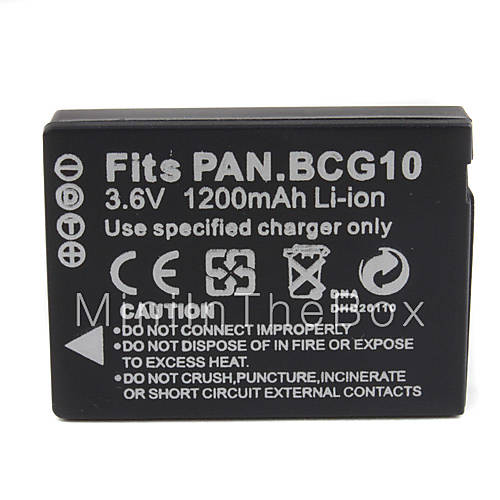 Fits PAN.BCG10
3.6V 1200mAh Li-ion
Use specified charger only
CE
DHA
DHD20110
MiniInTheBox
CAUTION
•DO NOT CONNECT IMPROPERLY
•DO NOT DISPOSE OF IN FIRE OR EXPOSE
TO EXCESS HEAT.
•DO NOT CRUSH,PUNCTURE,INCINERATE
OR SHORT CIRCUIT EXTERNAL CONTACTS